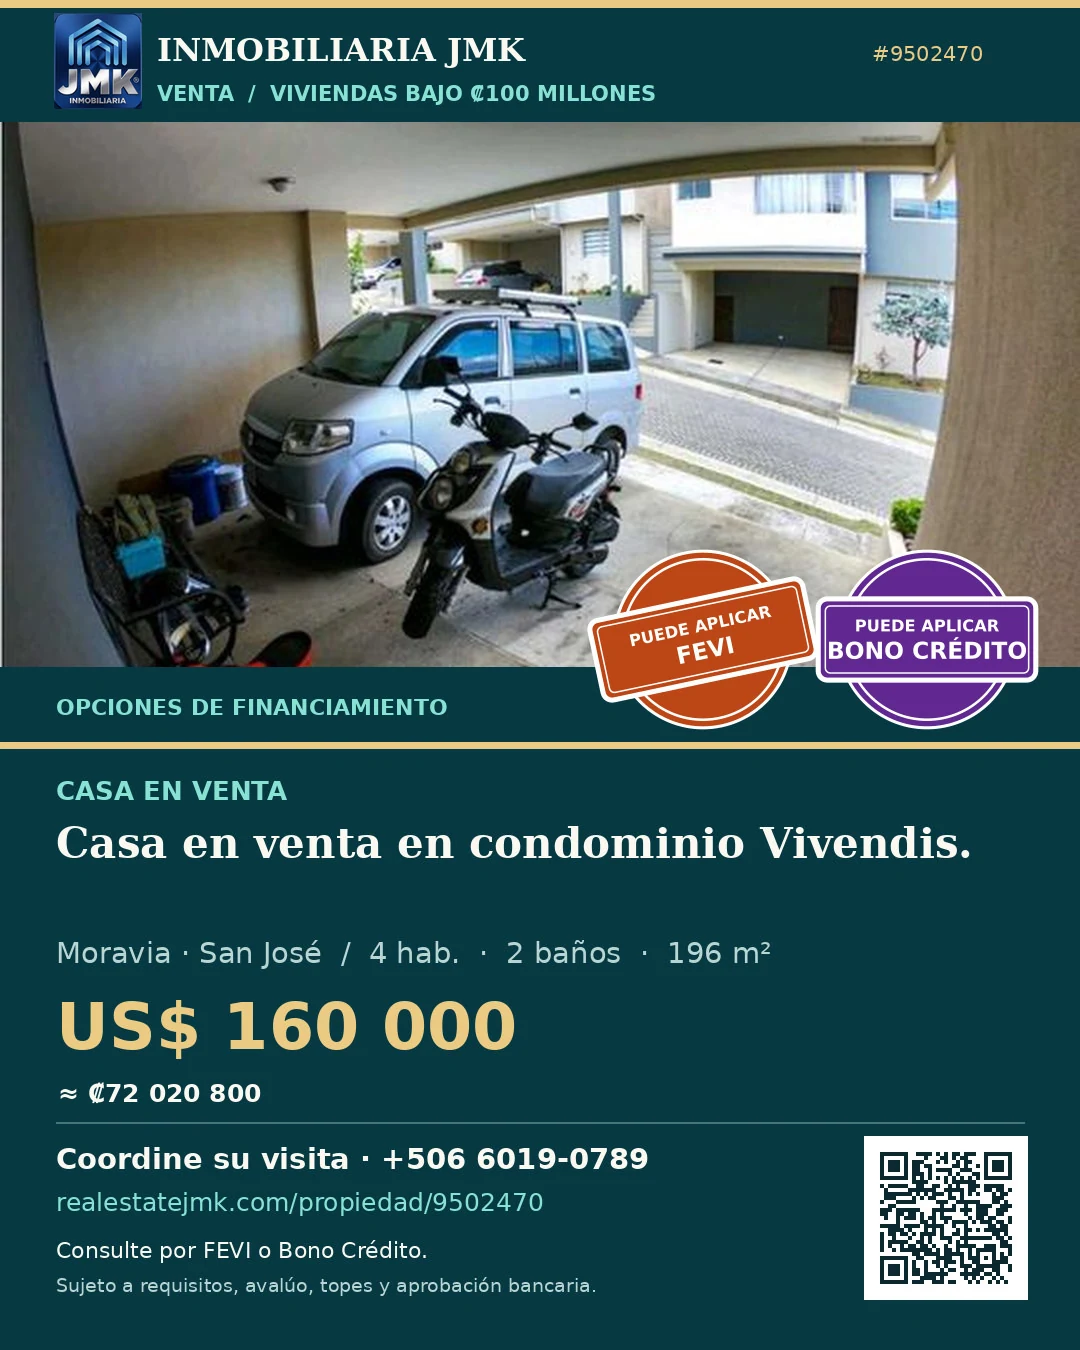 JMK
INMOBILIARIA
INMOBILIARIA JMK
#9502470
VENTA / VIVIENDAS BAJO ₡100 MILLONES
PUEDE APLICAR
FEVI
PUEDE APLICAR
BONO CRÉDITO
OPCIONES DE FINANCIAMIENTO
CASA EN VENTA
Casa en venta en condominio Vivendis.
Moravia · San José / 4 hab. · 2 baños · 196 m²
US$ 160 000
≈ ₡72 020 800
Coordine su visita · +506 6019-0789
realestatejmk.com/propiedad/9502470
Consulte por FEVI o Bono Crédito.
Sujeto a requisitos, avalúo, topes y aprobación bancaria.